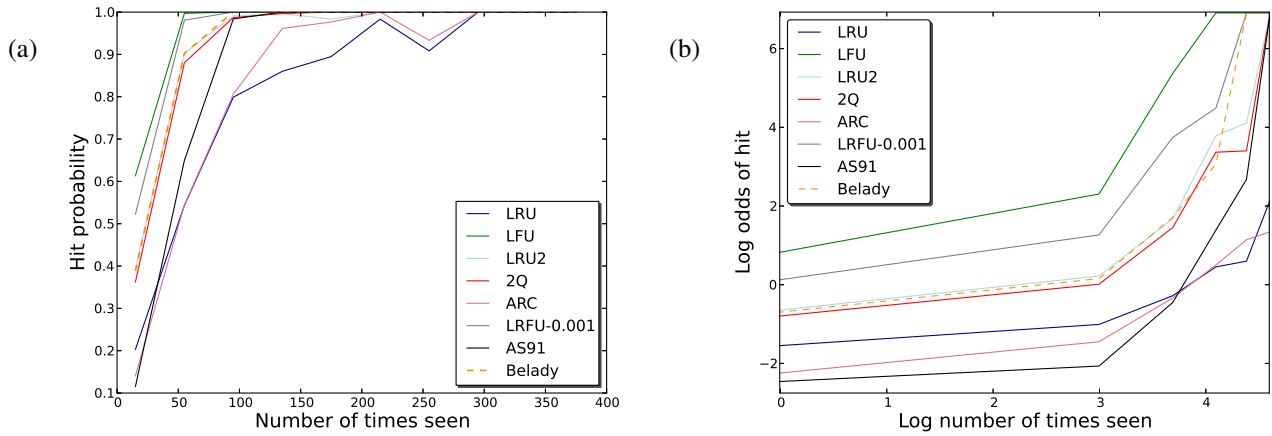 (a)
Hit probability
1.0
0.9
0.8
0.7
0.6
0.5
0.4
0.3
0.2
0.1
0
50
100
150
200
250
300
350
400
Number of times seen
LRU
LFU
LRU2
2Q
ARC
LRFU-0.001
AS91
Belady
(b)
Log odds of hit
6
4
2
0
−2
0
1
2
3
4
Log number of times seen
LRU
LFU
LRU2
2Q
ARC
LRFU-0.001
AS91
Belady